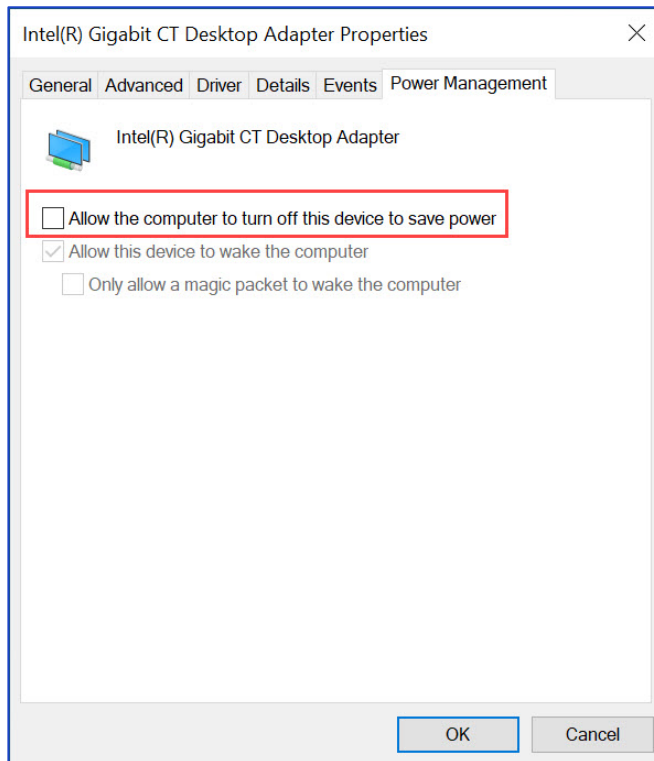 Intel(R) Gigabit CT Desktop Adapter Properties
General Advanced Driver Details Events Power Management
Intel(R) Gigabit CT Desktop Adapter
Allow the computer to turn off this device to save power
Allow this device to wake the computer
Only allow a magic packet to wake the computer
OK Cancel